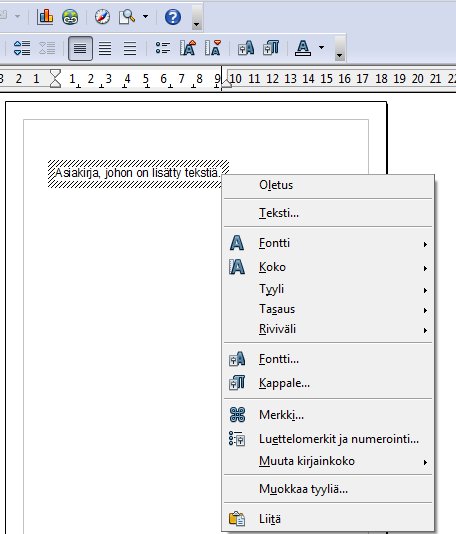 3 2 1 1 2 3 4 5 6 7 8 9 10 11 12 13 14 15 16 17 18 19 20 21 22
Asiakirja, johon on lisätty tekstiä.
Oletus
Teksti...
Fontti
Koko
Tyyli
Tasaus
Riviväli
Fontti...
Kappale...
Merkki...
Luettelomerkit ja numerointi...
Muuta kirjainkoko
Muokkaa tyyliä...
Liitä